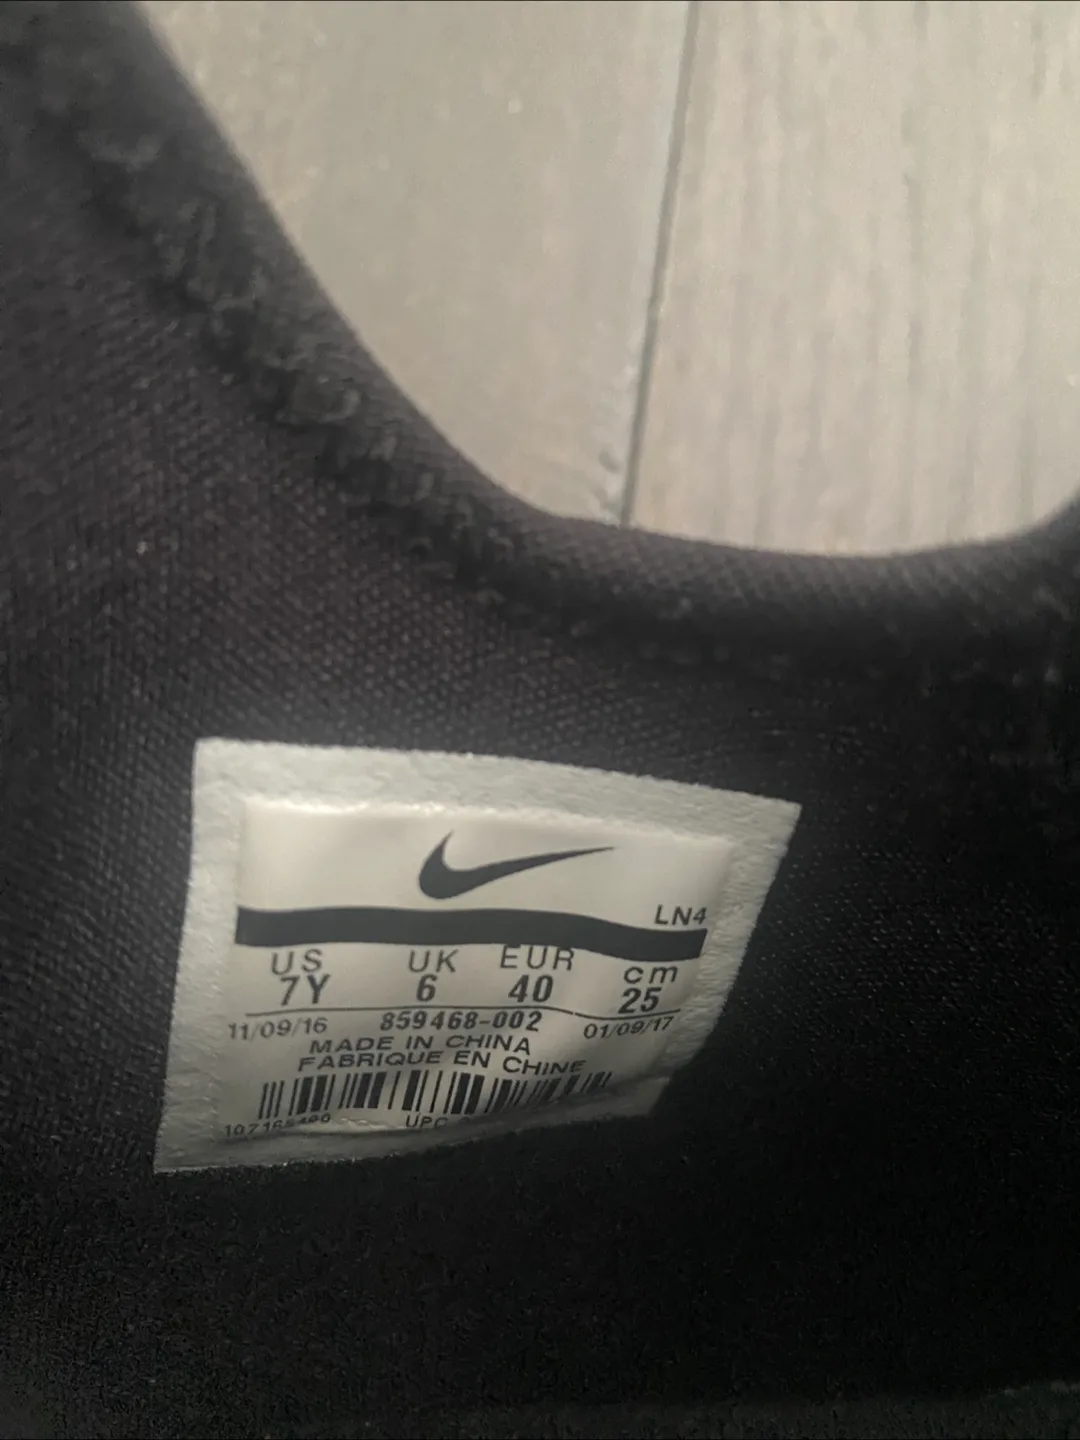 LN4
US UK EUR cm
7Y 6 40 25
11/09/16 859468-002 01/09/17
MADE IN CHINA
FABRIQUE EN CHINE
UPC